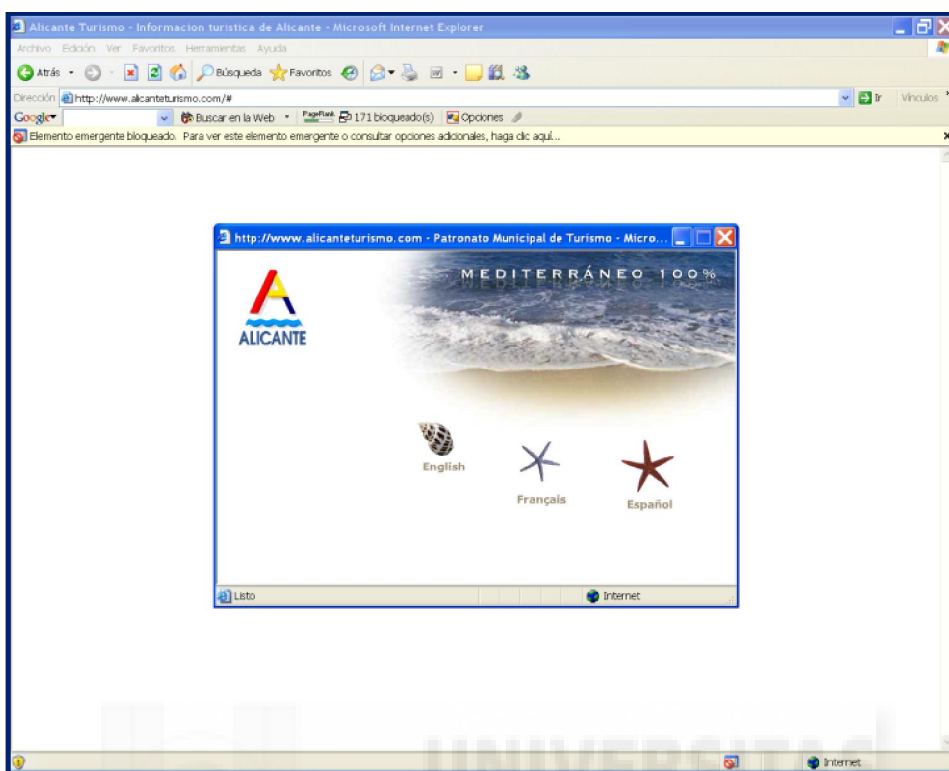 Alicante Turismo - Informacion turistica de Alicante - Microsoft Internet Explorer
Archivo Edición Ver Favoritos Herramientas Ayuda
Atrás Búsqueda Favoritos
Dirección http://www.alicanteturismo.com/# Ir Vínculos
Google Buscar en la Web PageRank 171 bloqueado(s) Opciones
Elemento emergente bloqueado. Para ver este elemento emergente o consultar opciones adicionales, haga clic aquí...
http://www.alicanteturismo.com - Patronato Municipal de Turismo - Micro...
MEDITERRÁNEO 100%
A
ALICANTE
English
Français
Español
Listo Internet
UNIVERSITAS
Internet